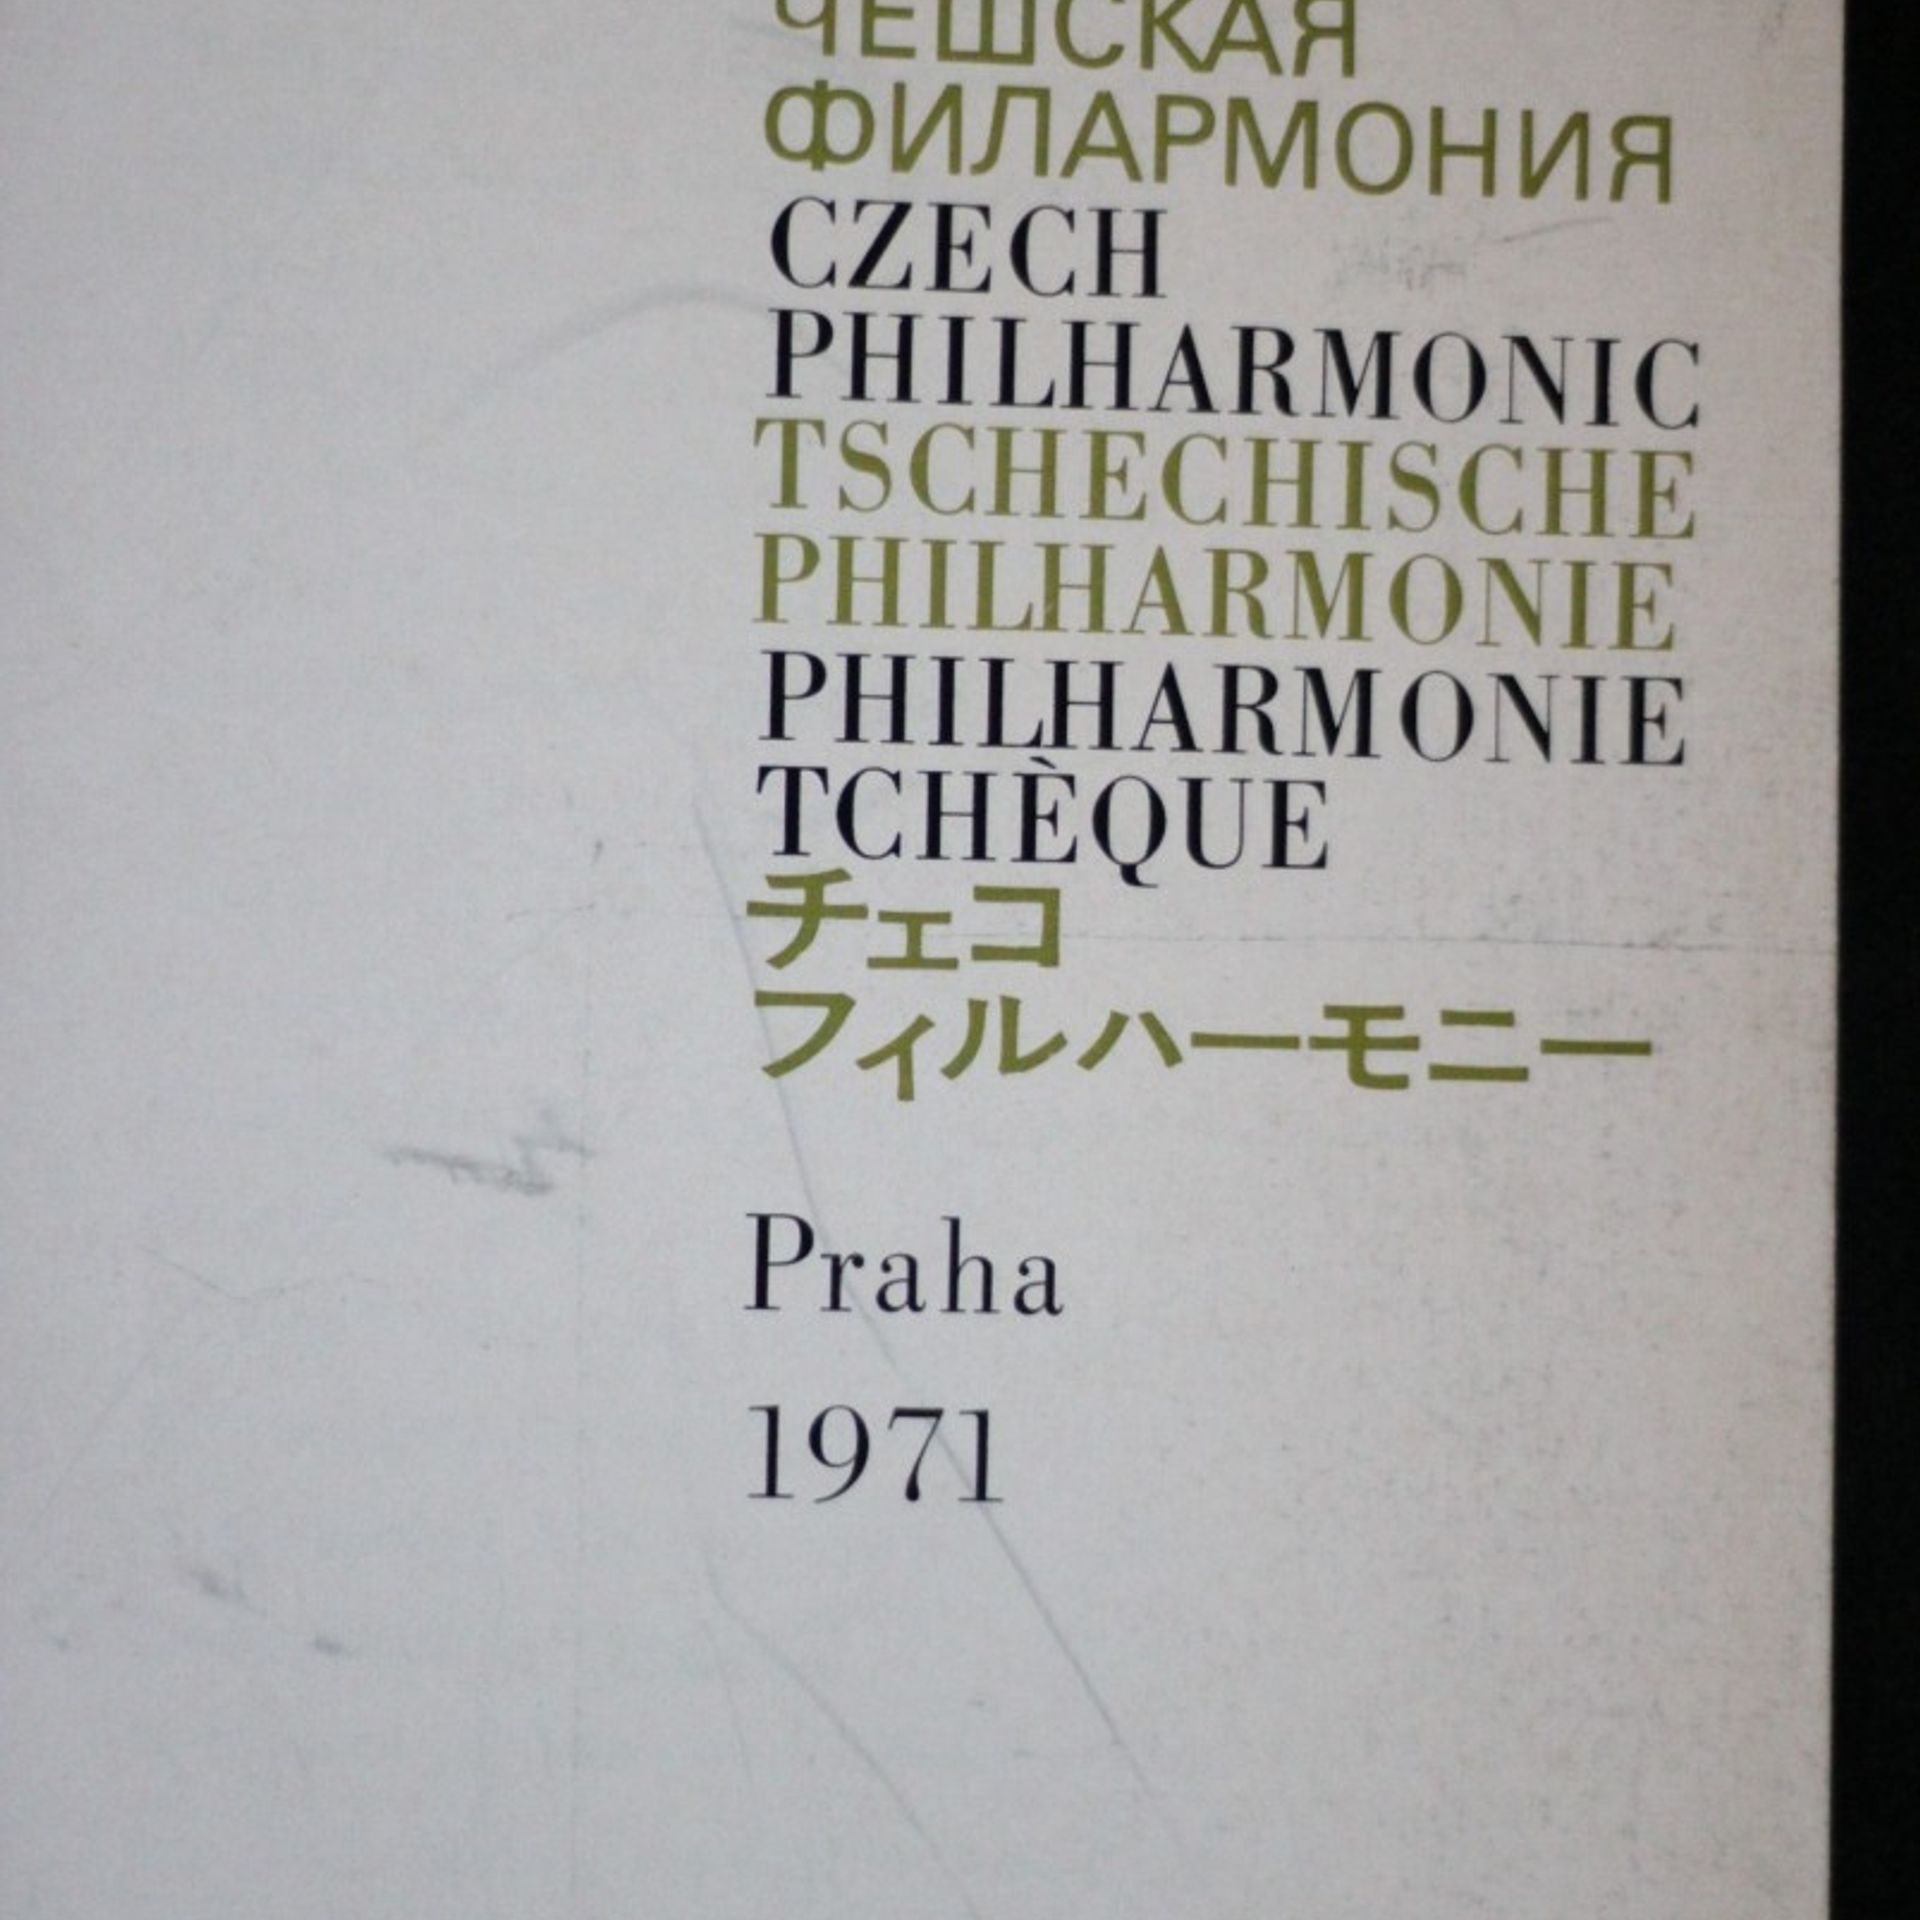 ЧЕШСКАЯ
ФИЛАРМОНИЯ
CZECH
PHILHARMONIC
TSCHECHISCHE
PHILHARMONIE
PHILHARMONIE
TCHÈQUE
チェコ
フィルハーモニー
Praha
1971